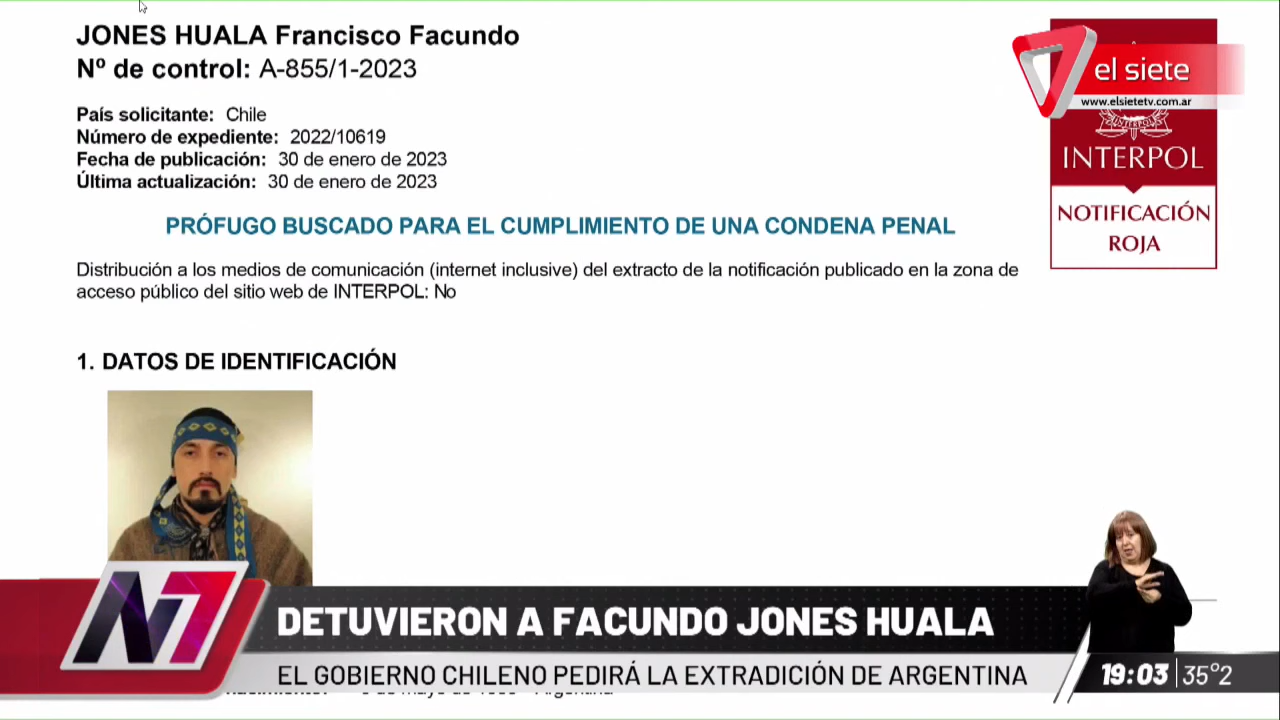 JONES HUALA Francisco Facundo
Nº de control: A-855/1-2023
País solicitante: Chile
Número de expediente: 2022/10619
Fecha de publicación: 30 de enero de 2023
Última actualización: 30 de enero de 2023
PRÓFUGO BUSCADO PARA EL CUMPLIMIENTO DE UNA CONDENA PENAL
Distribución a los medios de comunicación (internet inclusive) del extracto de la notificación publicado en la zona de
acceso público del sitio web de INTERPOL: No
1. DATOS DE IDENTIFICACIÓN
el siete
www.elsietetv.com.ar
INTERPOL
NOTIFICACIÓN
ROJA
N7
DETUVIERON A FACUNDO JONES HUALA
EL GOBIERNO CHILENO PEDIRÁ LA EXTRADICIÓN DE ARGENTINA
19:03 35°2